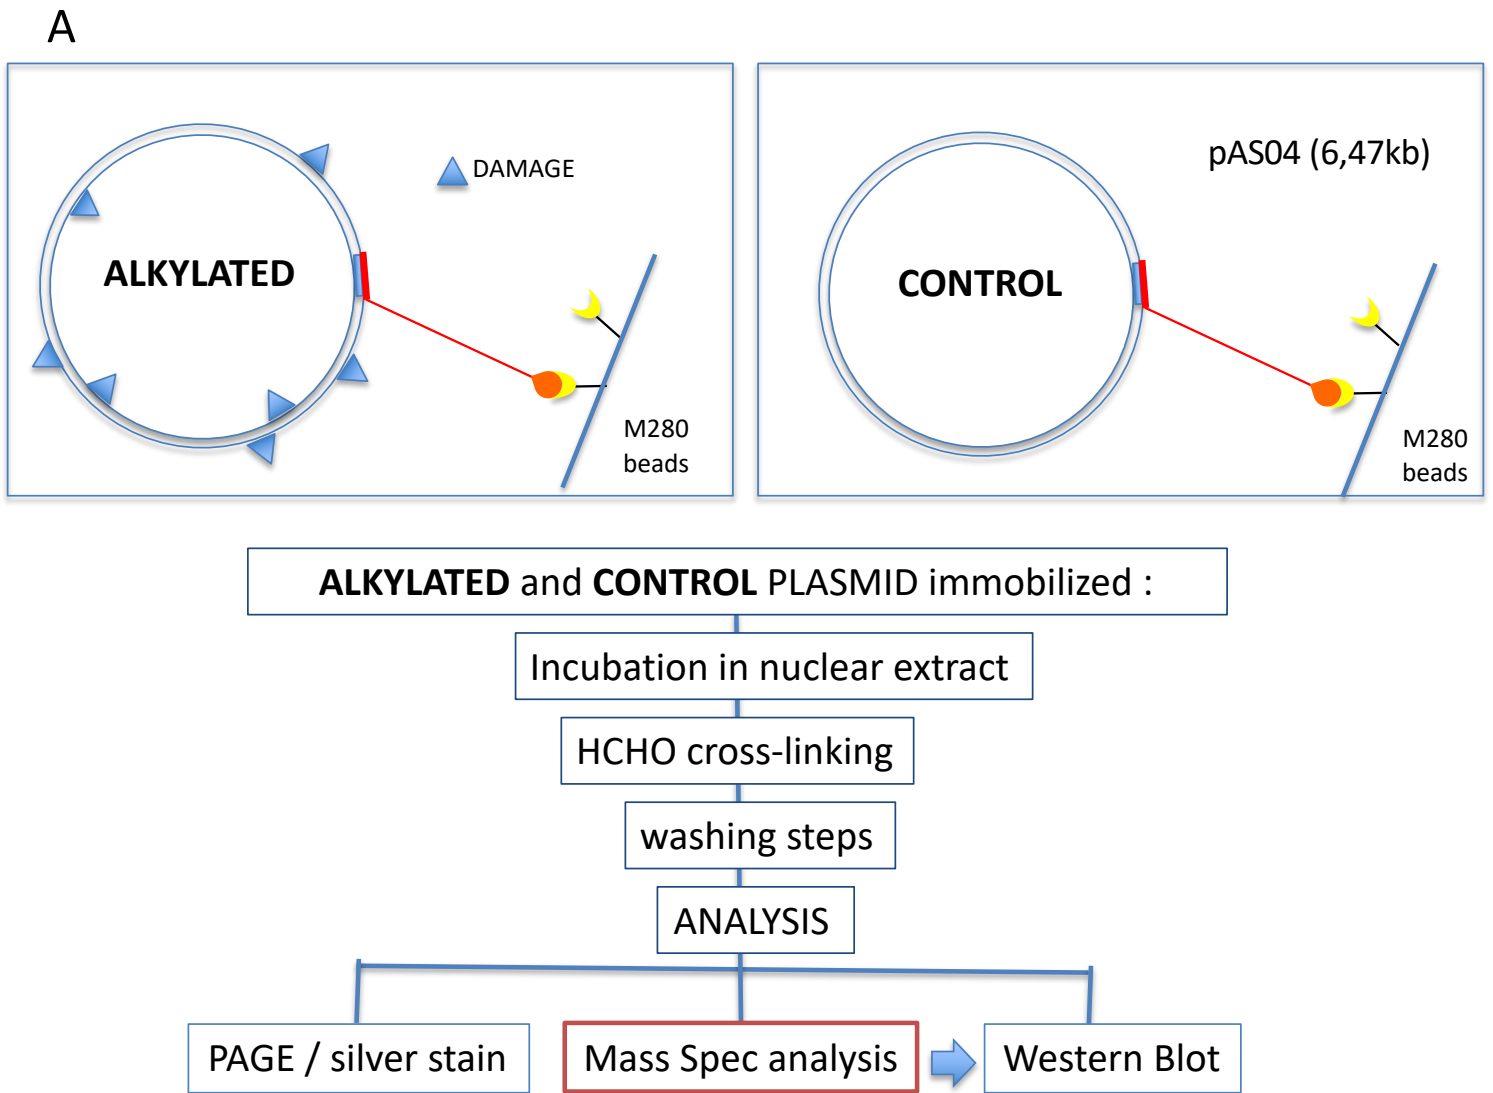 A
DAMAGE
ALKYLATED
M280
beads
pAS04 (6,47kb)
CONTROL
M280
beads
ALKYLATED and CONTROL PLASMID immobilized :
Incubation in nuclear extract
HCHO cross-linking
washing steps
ANALYSIS
PAGE / silver stain
Mass Spec analysis
Western Blot